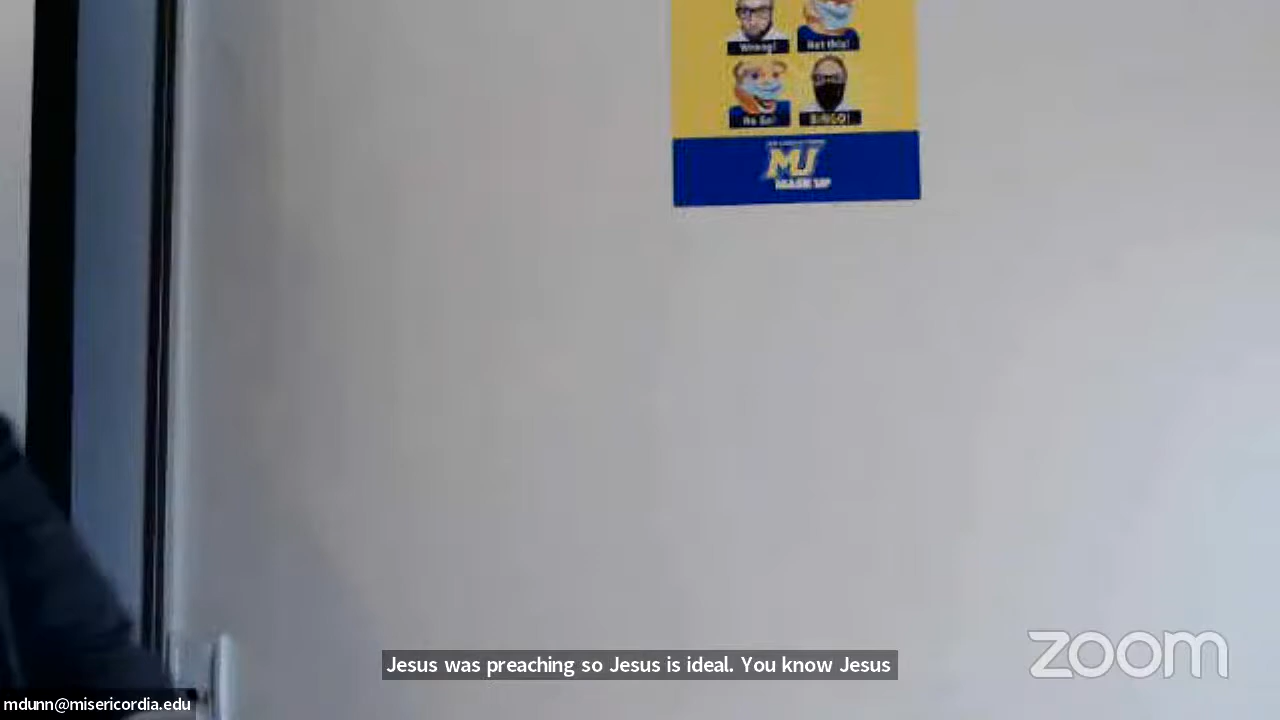 Wrong!
Not this!
No Go!
BINGO!
MU
MASK UP
Jesus was preaching so Jesus is ideal. You know Jesus
zoom
mdunn@misericordia.edu